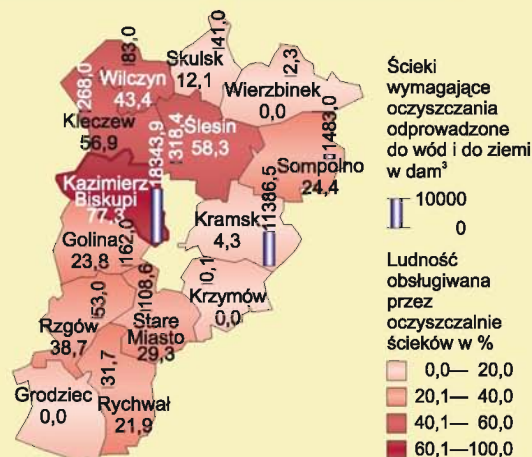 Skulsk
41,0
12,1
Wilczyn
83,0
43,4
Wierzbinek
2,3
0,0
Kleczew
268,0
56,9
Ślesin
318,4
58,3
Sompolno
1483,0
24,4
Kazimierz
Biskupi
18343,9
77,3
Kramsk
11386,5
4,3
Golina
162,0
23,8
Krzymów
0,1
0,0
Rzgów
53,0
38,7
Stare
Miasto
108,6
29,3
Grodziec
0,0
Rychwał
31,7
21,9
Ścieki
wymagające
oczyszczania
odprowadzone
do wód i do ziemi
w dam³
10000
0
Ludność
obsługiwana
przez
oczyszczalnie
ścieków w %
0,0— 20,0
20,1— 40,0
40,1— 60,0
60,1—100,0